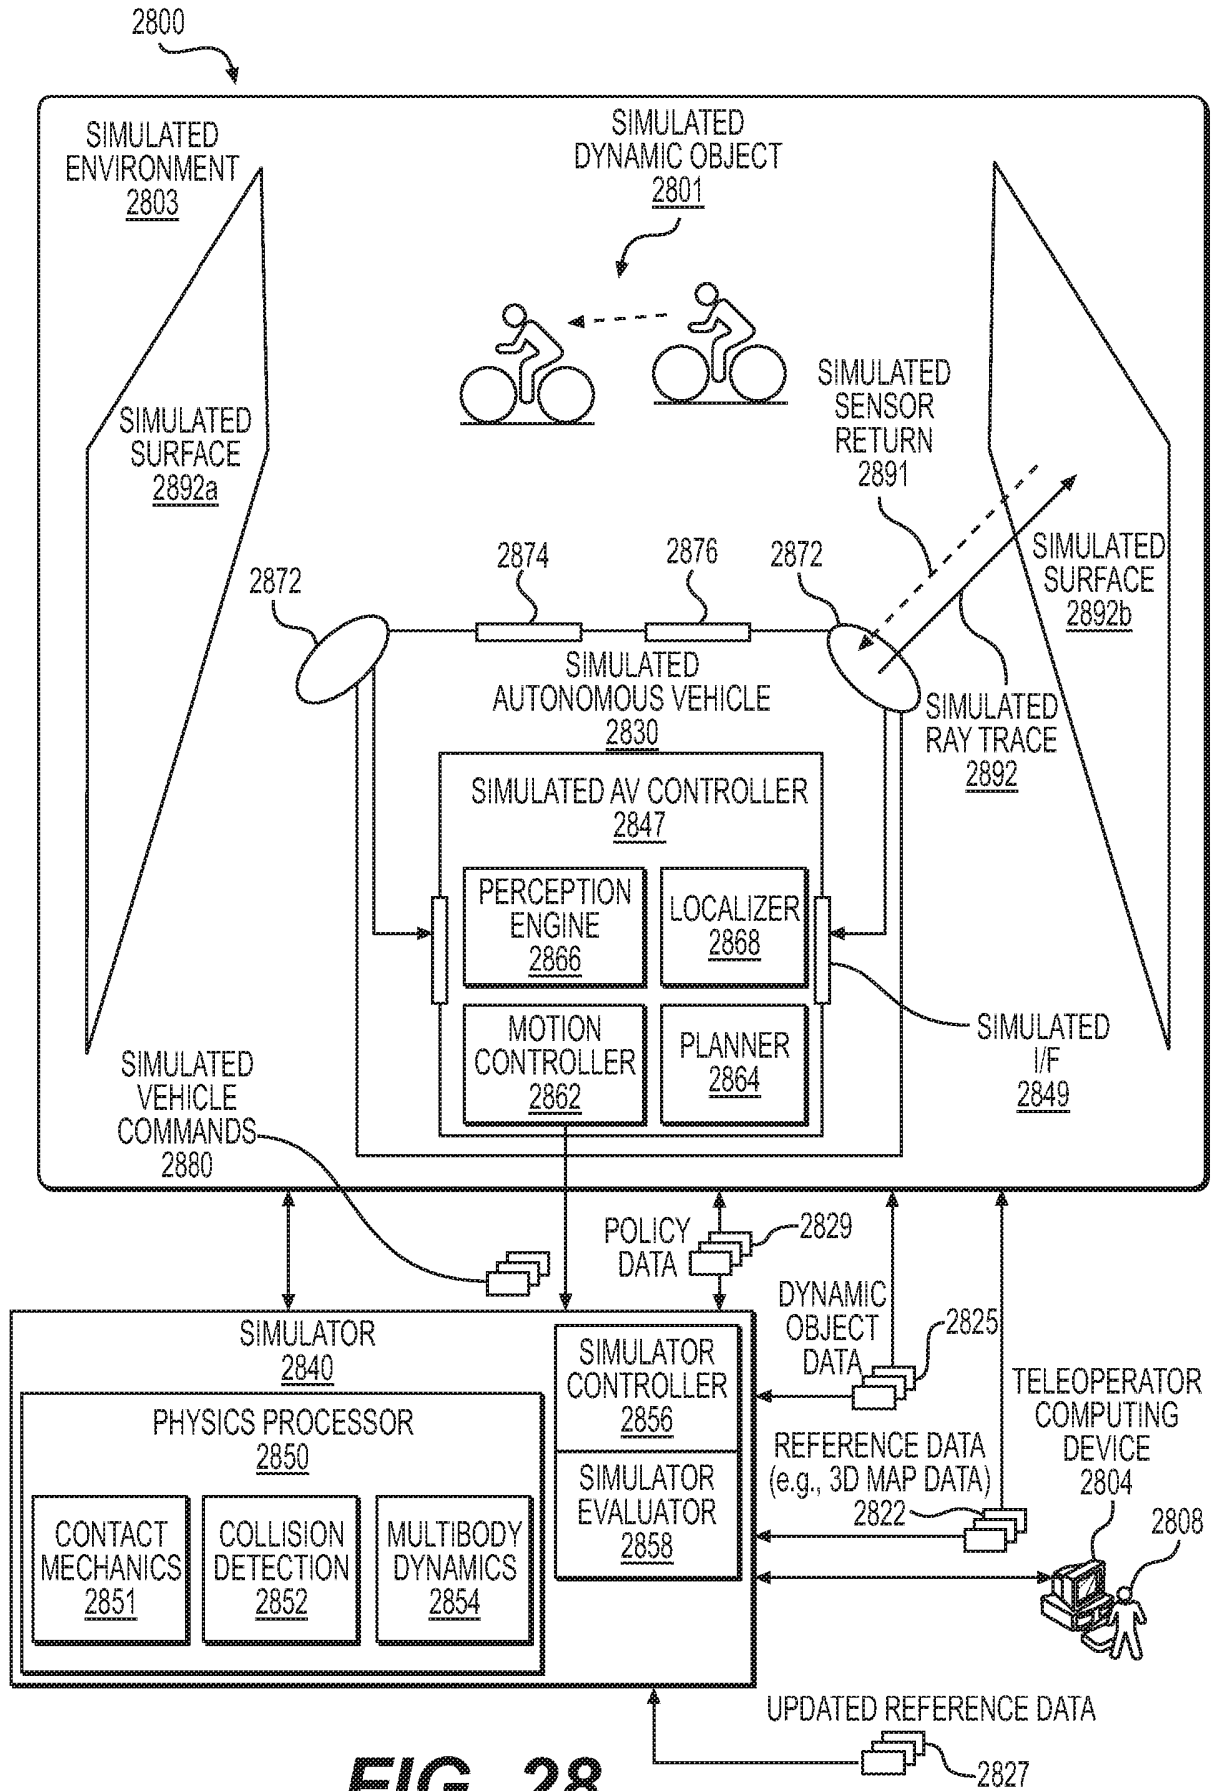 2800
SIMULATED
ENVIRONMENT
2803
SIMULATED
DYNAMIC OBJECT
2801
SIMULATED
SURFACE
2892a
SIMULATED
SENSOR
RETURN
2891
SIMULATED
SURFACE
2892b
2872
2874
2876
2872
SIMULATED
AUTONOMOUS VEHICLE
2830
SIMULATED
RAY TRACE
2892
SIMULATED AV CONTROLLER
2847
PERCEPTION
ENGINE
2866
LOCALIZER
2868
MOTION
CONTROLLER
2862
PLANNER
2864
SIMULATED
I/F
2849
SIMULATED
VEHICLE
COMMANDS
2880
POLICY
DATA
2829
DYNAMIC
OBJECT
DATA
2825
SIMULATOR
2840
PHYSICS PROCESSOR
2850
CONTACT
MECHANICS
2851
COLLISION
DETECTION
2852
MULTIBODY
DYNAMICS
2854
SIMULATOR
CONTROLLER
2856
SIMULATOR
EVALUATOR
2858
REFERENCE DATA
(e.g., 3D MAP DATA)
2822
TELEOPERATOR
COMPUTING
DEVICE
2804
2808
UPDATED REFERENCE DATA
2827
FIG. 28